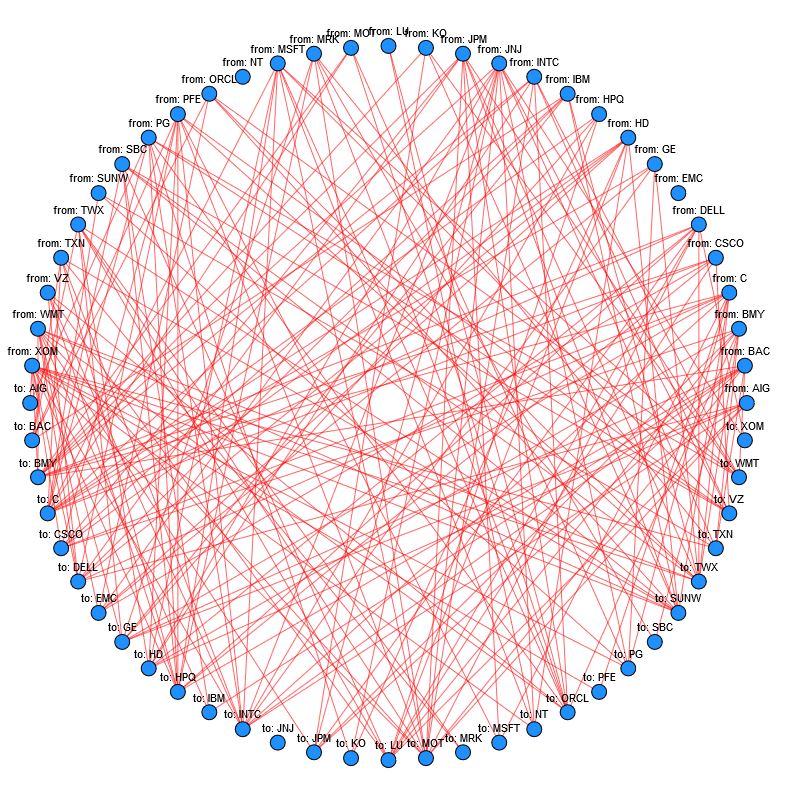 from: LU
from: MOT
from: KO
from: MRK
from: JPM
from: MSFT
from: JNJ
from: NT
from: INTC
from: ORCL
from: IBM
from: PFE
from: HPQ
from: PG
from: HD
from: SBC
from: GE
from: SUNW
from: EMC
from: TWX
from: DELL
from: TXN
from: CSCO
from: VZ
from: C
from: WMT
from: BMY
from: XOM
from: BAC
to: AIG
from: AIG
to: BAC
to: XOM
to: BMY
to: WMT
to: C
to: VZ
to: CSCO
to: TXN
to: DELL
to: TWX
to: EMC
to: SUNW
to: GE
to: SBC
to: HD
to: PG
to: HPQ
to: PFE
to: IBM
to: ORCL
to: INTC
to: NT
to: JNJ
to: MSFT
to: JPM
to: MRK
to: KO
to: MOT
to: LU